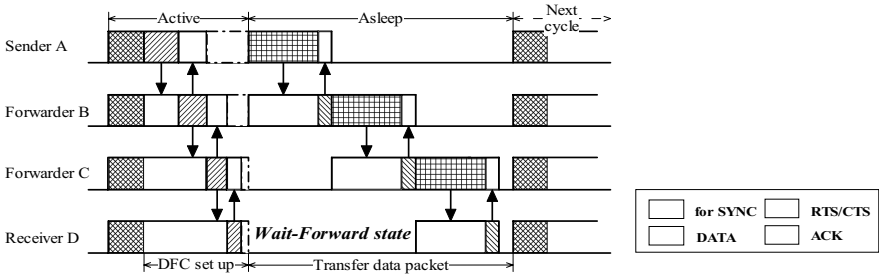 Active
Asleep
Next
cycle
Sender A
Forwarder B
Forwarder C
Receiver D
Wait-Forward state
DFC set up
Transfer data packet
for SYNC
RTS/CTS
DATA
ACK